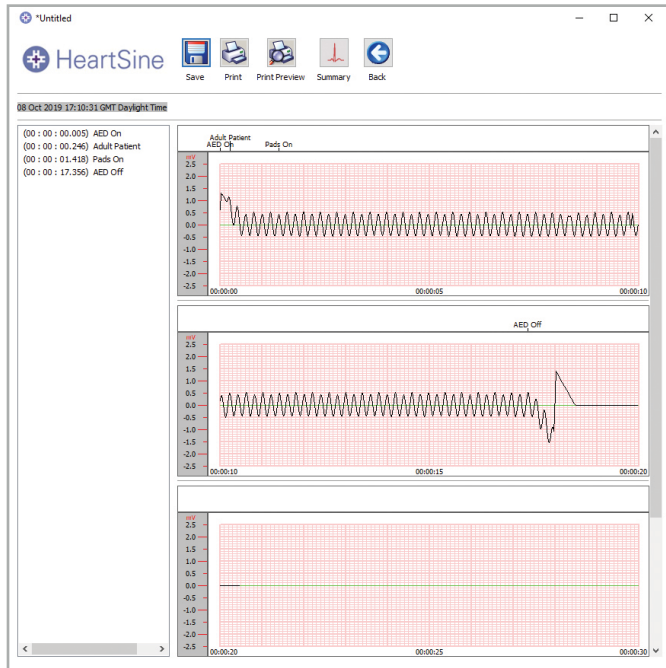 *Untitled
HeartSine
Save Print Print Preview Summary Back
08 Oct 2019 17:10:31 GMT Daylight Time
(00 : 00 : 00.005) AED On
(00 : 00 : 00.246) Adult Patient
(00 : 00 : 01.418) Pads On
(00 : 00 : 17.356) AED Off
Adult Patient
AED On Pads On
mV
2.5
2.0
1.5
1.0
0.5
0.0
-0.5
-1.0
-1.5
-2.0
-2.5
00:00:00 00:00:05 00:00:10
AED Off
mV
2.5
2.0
1.5
1.0
0.5
0.0
-0.5
-1.0
-1.5
-2.0
-2.5
00:00:10 00:00:15 00:00:20
mV
2.5
2.0
1.5
1.0
0.5
0.0
-0.5
-1.0
-1.5
-2.0
-2.5
00:00:20 00:00:25 00:00:30